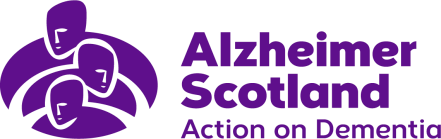 Alzheimer
Scotland
Action on Dementia